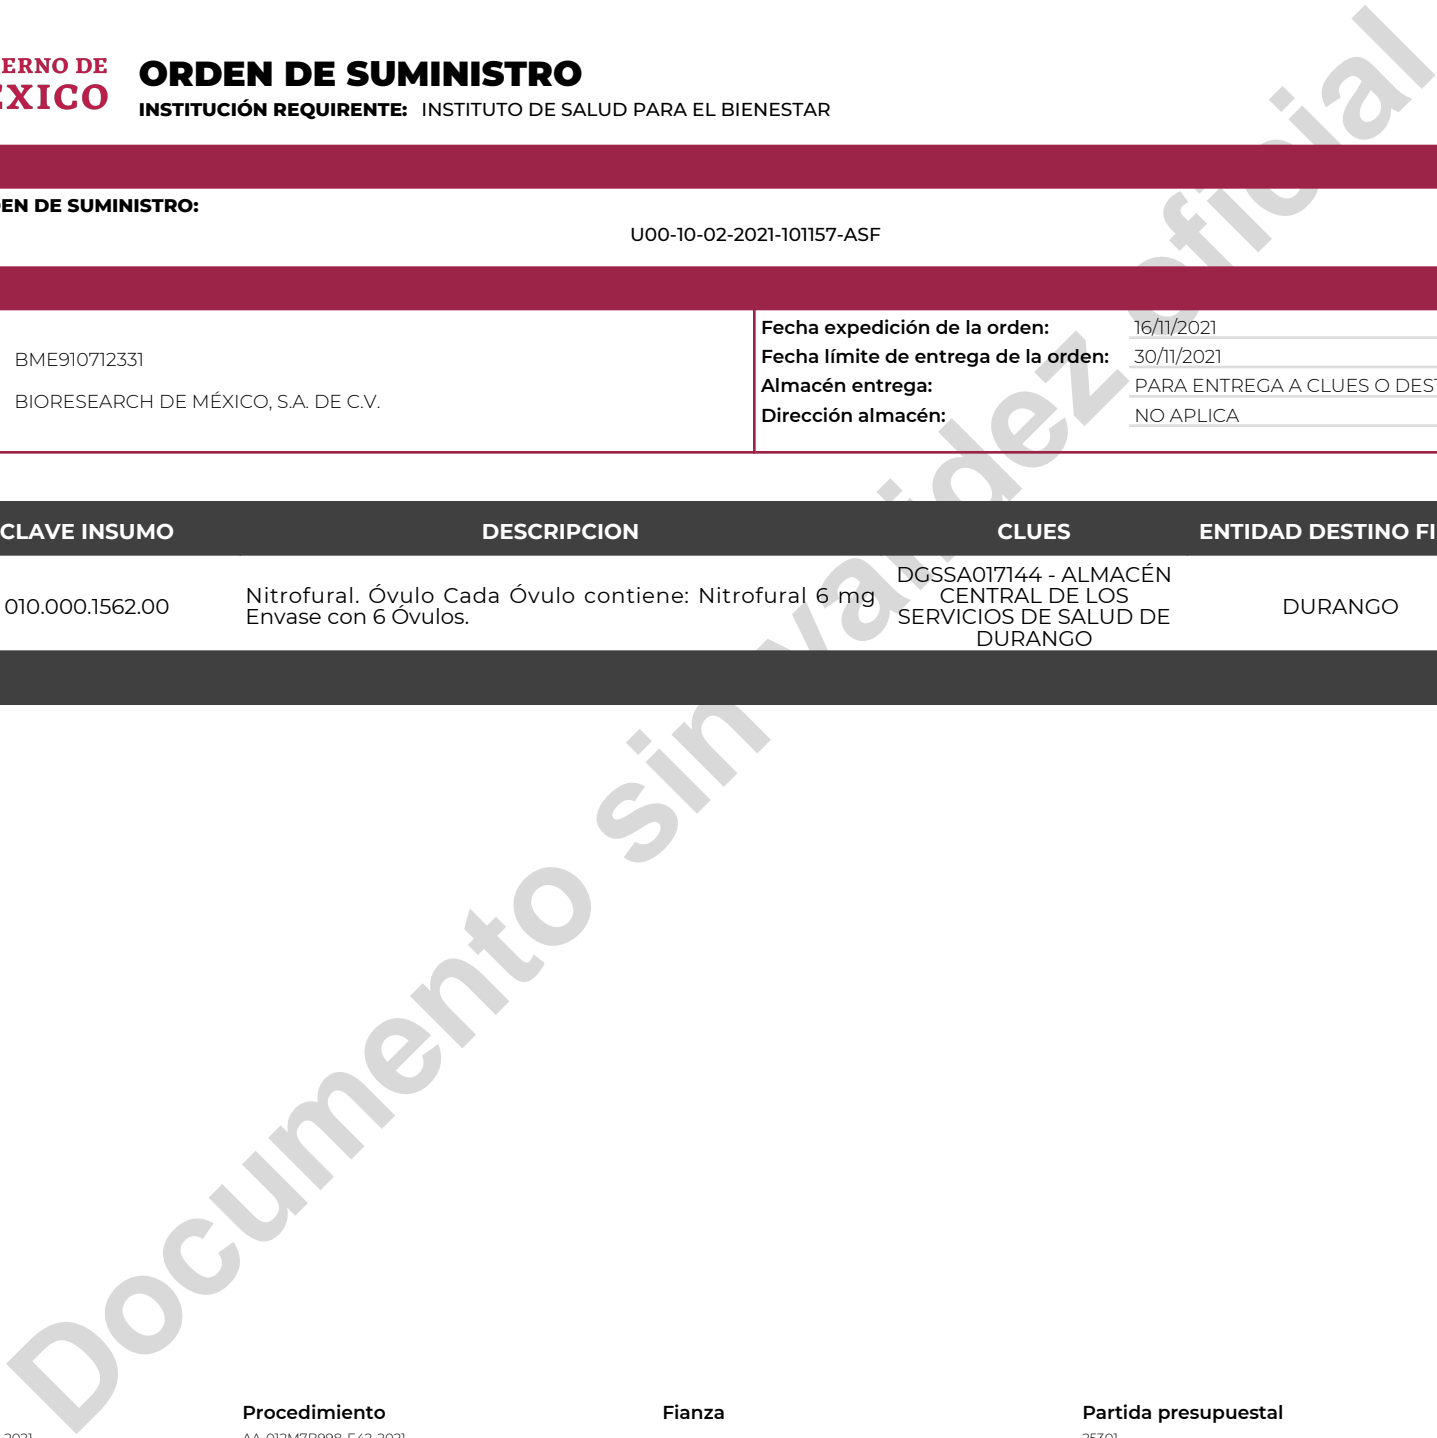 ERNO DE
ÉXICO
ORDEN DE SUMINISTRO
INSTITUCIÓN REQUIRENTE: INSTITUTO DE SALUD PARA EL BIENESTAR
EN DE SUMINISTRO:
U00-10-02-2021-101157-ASF
BME910712331
BIORESEARCH DE MÉXICO, S.A. DE C.V.
Fecha expedición de la orden: 16/11/2021
Fecha límite de entrega de la orden: 30/11/2021
Almacén entrega: PARA ENTREGA A CLUES O DEST
Dirección almacén: NO APLICA
CLAVE INSUMO DESCRIPCION CLUES ENTIDAD DESTINO FI
010.000.1562.00
Nitrofural. Óvulo Cada Óvulo contiene: Nitrofural 6 mg
Envase con 6 Óvulos.
DGSSA017144 - ALMACÉN
CENTRAL DE LOS
SERVICIOS DE SALUD DE
DURANGO
DURANGO
Documento sin validez oficial
Procedimiento Fianza Partida presupuestal